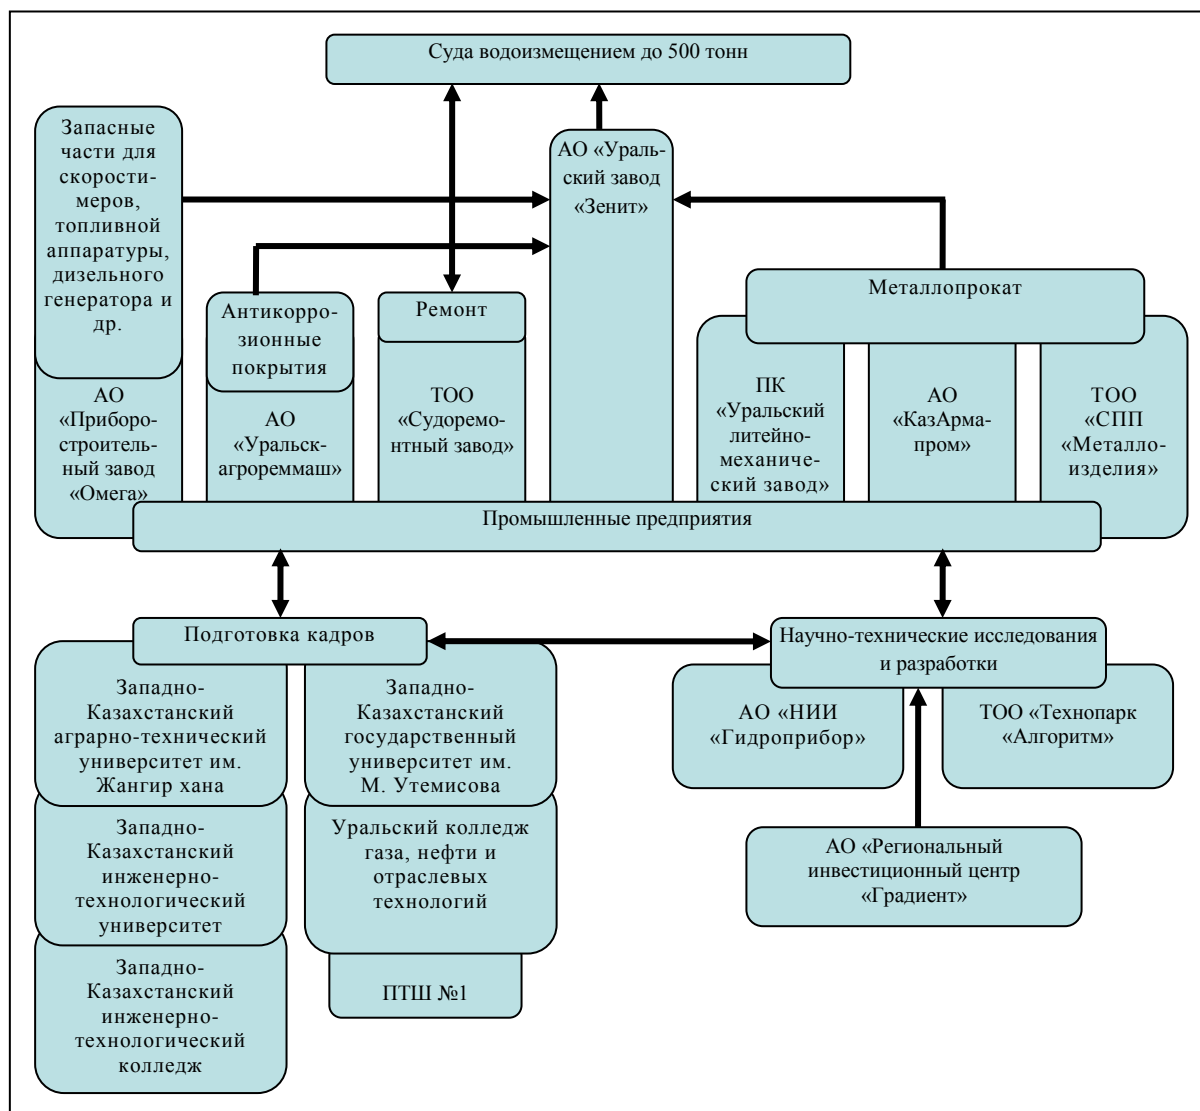 Суда водоизмещением до 500 тонн
Запасные
части для
скорости-
меров,
топливной
аппаратуры,
дизельного
генератора и
др.
АО «Ураль-
ский завод
«Зенит»
Антикорро-
зионные
покрытия
Ремонт
Металлопрокат
АО
«Приборо-
строитель-
ный завод
«Омега»
АО
«Уральск-
агрореммаш»
ТОО
«Судоремо-
нтный завод»
ПК
«Уральский
литейно-
механиче-
ский завод»
АО
«КазАрма-
пром»
ТОО
«СПП
«Металло-
изделия»
Промышленные предприятия
Подготовка кадров
Научно-технические исследования
и разработки
Западно-
Казахстанский
аграрно-технический
университет им.
Жангир хана
Западно-
Казахстанский
государственный
университет им.
М. Утемисова
АО «НИИ
«Гидроприбор»
ТОО «Технопарк
«Алгоритм»
Западно-
Казахстанский
инженерно-
технологический
университет
Уральский колледж
газа, нефти и
отраслевых
технологий
АО «Региональный
инвестиционный центр
«Градиент»
Западно-
Казахстанский
инженерно-
технологический
колледж
ПТШ №1